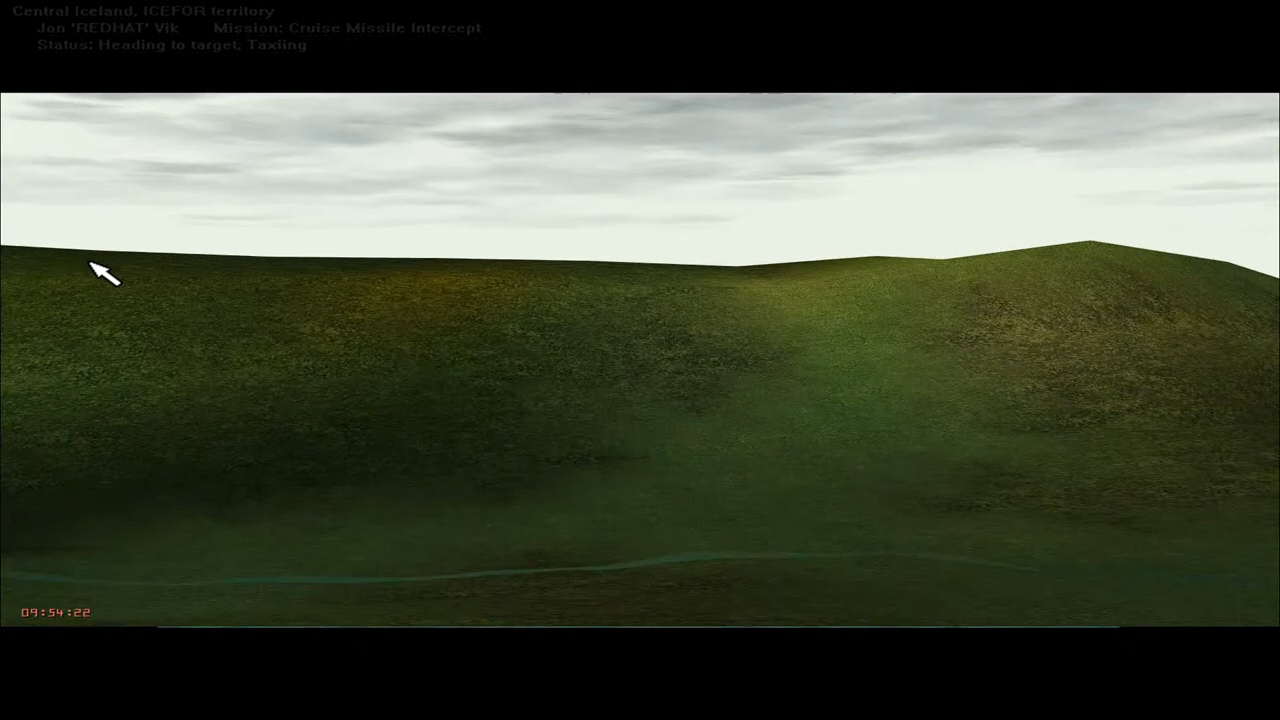 Central Iceland, ICEFOR territory
Jon 'REDHAT' Vik Mission: Cruise Missile Intercept
Status: Heading to target, Taxiing
09:54:22